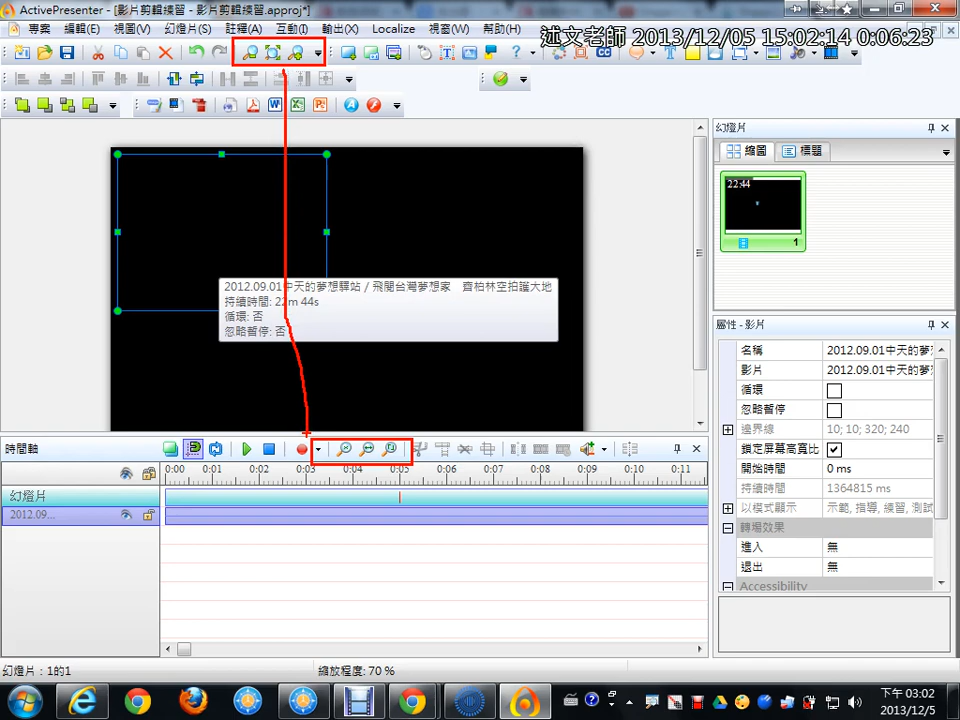 ActivePresenter - [影片剪輯練習 - 影片剪輯練習.approj*]
專案 編輯(E) 視圖(V) 幻燈片(S) 註釋(A) 互動(I) 輸出(X) Localize 視窗(W) 幫助(H)
述文老師 2013/12/05 15:02:14 0:06:23
幻燈片
縮圖 標題
22:44
1
2012.09.01中天的夢想驛站 / 飛閱台灣夢想家 齊柏林空拍護大地
持續時間: 22m 44s
循環: 否
忽略暫停: 否
屬性 - 影片
名稱 2012.09.01中天的夢
影片 2012.09.01中天的夢
循環
忽略暫停
邊界線 10; 10; 320; 240
鎖定屏幕高寬比
開始時間 0 ms
持續時間 1364815 ms
以模式顯示 示範, 指導, 練習, 測試
轉場效果
進入 無
退出 無
Accessibility
時間軸
0:00 0:01 0:02 0:03 0:04 0:05 0:06 0:07 0:08 0:09 0:10 0:11
幻燈片
2012.09...
幻燈片：1的1 縮放程度: 70 %
下午 03:02
2013/12/5